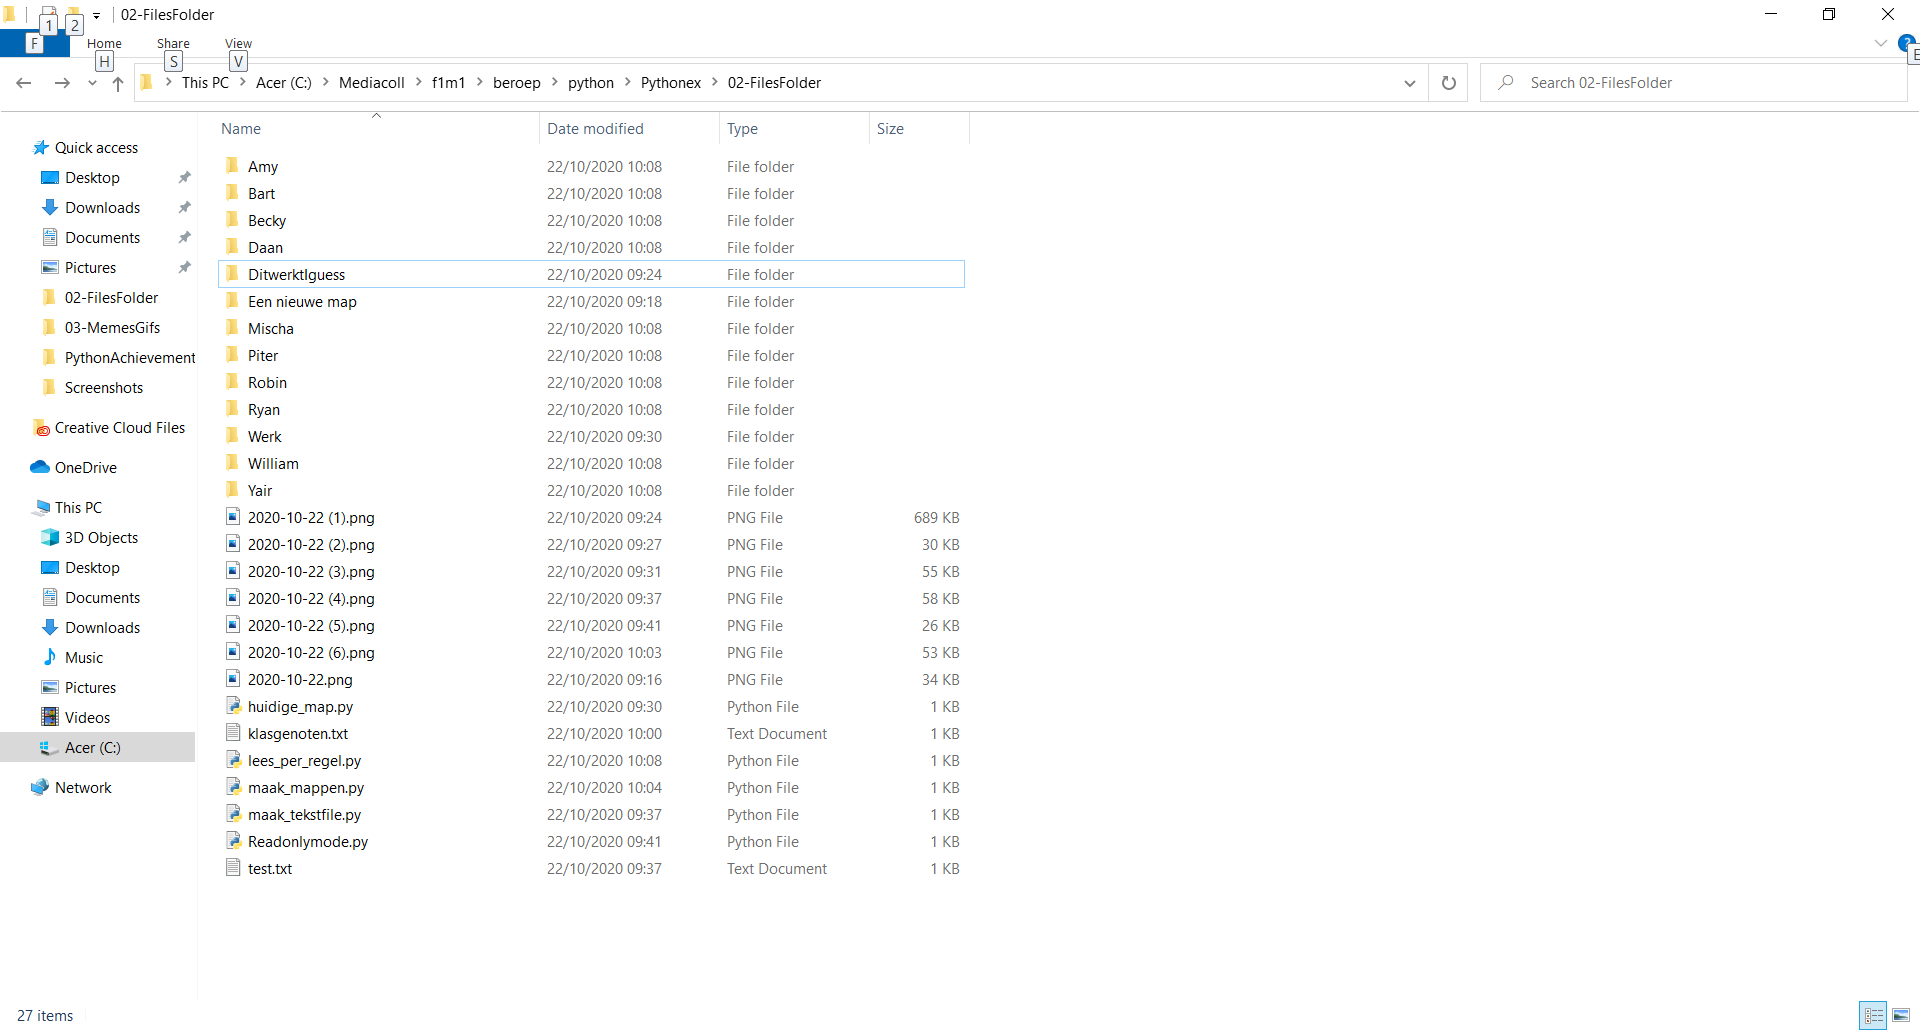 02-FilesFolder
1 2
F
Home Share View
H S V
?
E
This PC Acer (C:) Mediacoll f1m1 beroep python Pythonex 02-FilesFolder
Search 02-FilesFolder
Name Date modified Type Size
Quick access
Desktop
Downloads
Documents
Pictures
02-FilesFolder
03-MemesGifs
PythonAchievement
Screenshots
Creative Cloud Files
OneDrive
This PC
3D Objects
Desktop
Documents
Downloads
Music
Pictures
Videos
Acer (C:)
Network
Amy 22/10/2020 10:08 File folder
Bart 22/10/2020 10:08 File folder
Becky 22/10/2020 10:08 File folder
Daan 22/10/2020 10:08 File folder
DitwerktIguess 22/10/2020 09:24 File folder
Een nieuwe map 22/10/2020 09:18 File folder
Mischa 22/10/2020 10:08 File folder
Piter 22/10/2020 10:08 File folder
Robin 22/10/2020 10:08 File folder
Ryan 22/10/2020 10:08 File folder
Werk 22/10/2020 09:30 File folder
William 22/10/2020 10:08 File folder
Yair 22/10/2020 10:08 File folder
2020-10-22 (1).png 22/10/2020 09:24 PNG File 689 KB
2020-10-22 (2).png 22/10/2020 09:27 PNG File 30 KB
2020-10-22 (3).png 22/10/2020 09:31 PNG File 55 KB
2020-10-22 (4).png 22/10/2020 09:37 PNG File 58 KB
2020-10-22 (5).png 22/10/2020 09:41 PNG File 26 KB
2020-10-22 (6).png 22/10/2020 10:03 PNG File 53 KB
2020-10-22.png 22/10/2020 09:16 PNG File 34 KB
huidige_map.py 22/10/2020 09:30 Python File 1 KB
klasgenoten.txt 22/10/2020 10:00 Text Document 1 KB
lees_per_regel.py 22/10/2020 10:08 Python File 1 KB
maak_mappen.py 22/10/2020 10:04 Python File 1 KB
maak_tekstfile.py 22/10/2020 09:37 Python File 1 KB
Readonlymode.py 22/10/2020 09:41 Python File 1 KB
test.txt 22/10/2020 09:37 Text Document 1 KB
27 items